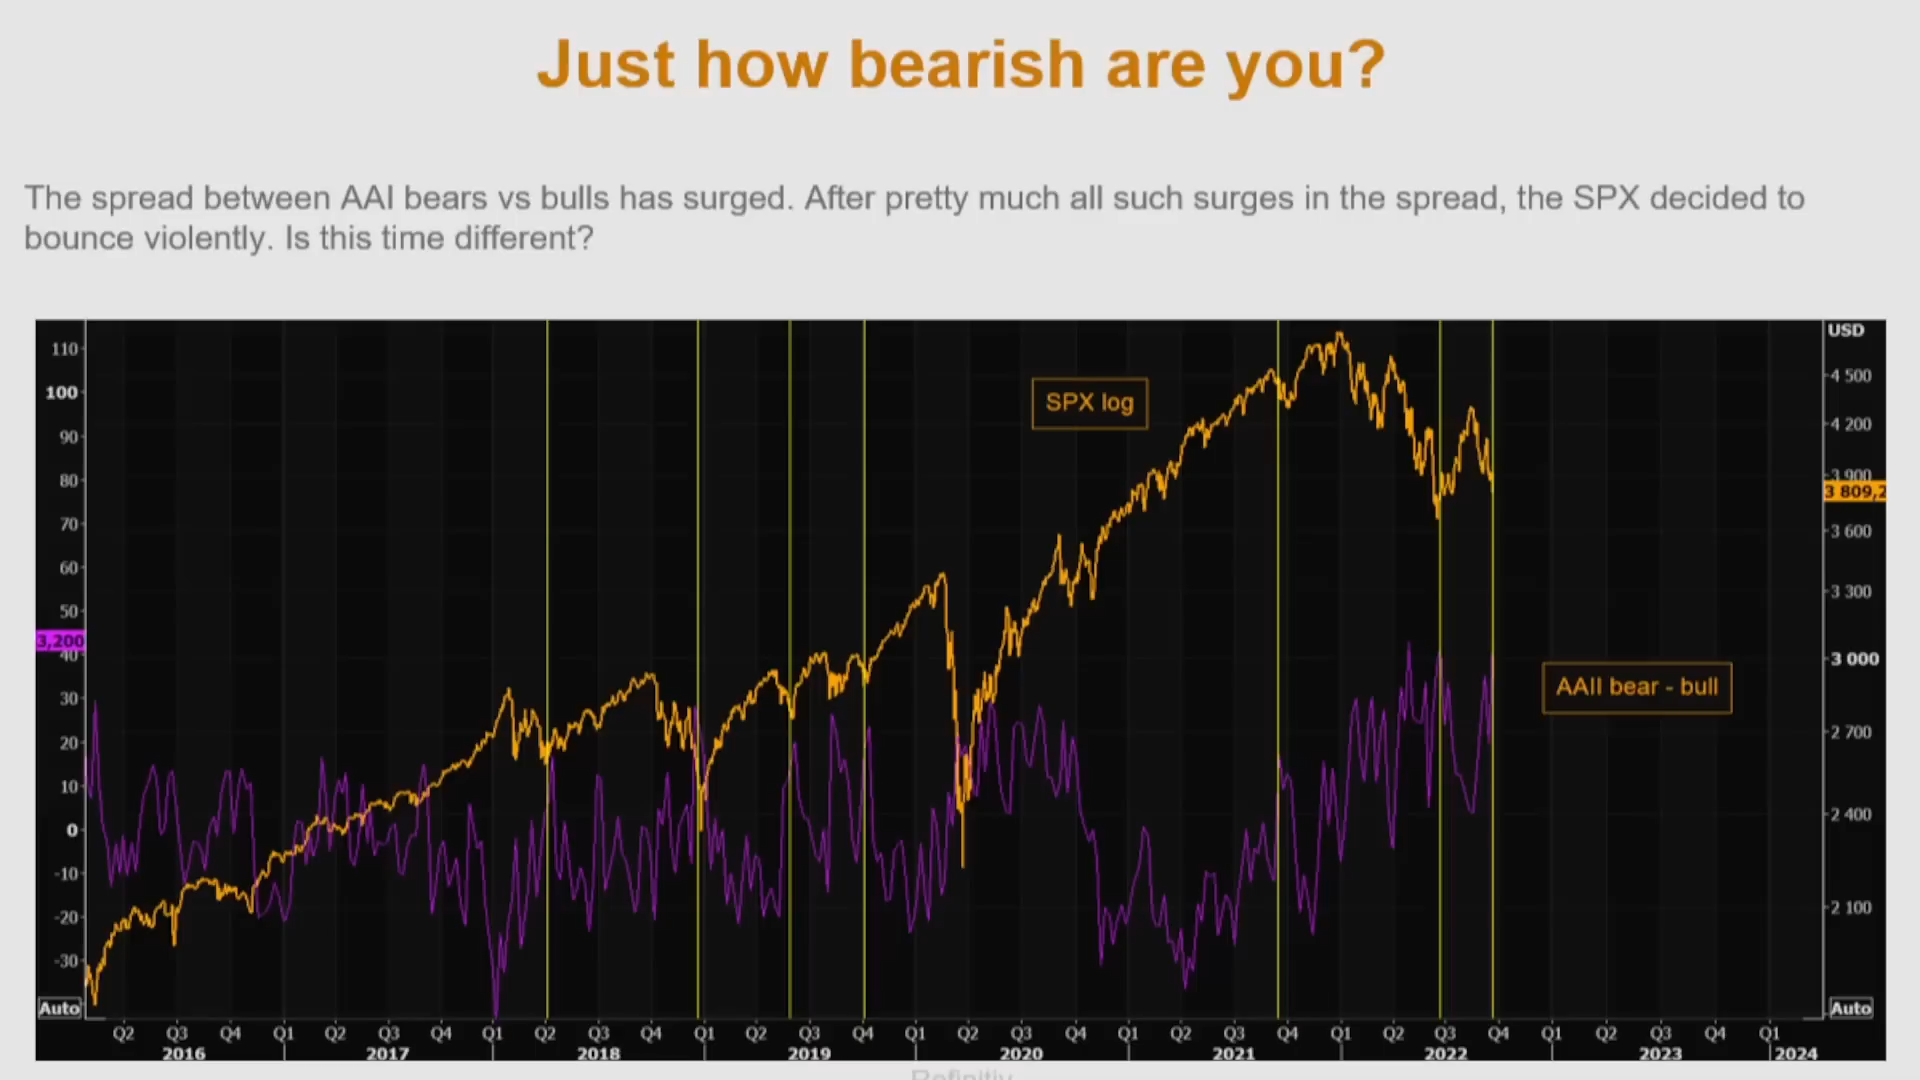 Just how bearish are you?
The spread between AAI bears vs bulls has surged. After pretty much all such surges in the spread, the SPX decided to
bounce violently. Is this time different?
USD
110
100
90
80
70
60
50
3,200
40
30
20
10
0
-10
-20
-30
Auto
SPX log
AAII bear - bull
4 500
4 200
3 900
3 809,2
3 600
3 300
3 000
2 700
2 400
2 100
Auto
Q2 Q3 Q4 Q1 Q2 Q3 Q4 Q1 Q2 Q3 Q4 Q1 Q2 Q3 Q4 Q1 Q2 Q3 Q4 Q1 Q2 Q3 Q4 Q1 Q2 Q3 Q4 Q1 Q2 Q3 Q4 Q1
2016 2017 2018 2019 2020 2021 2022 2023 2024
Refinitiv